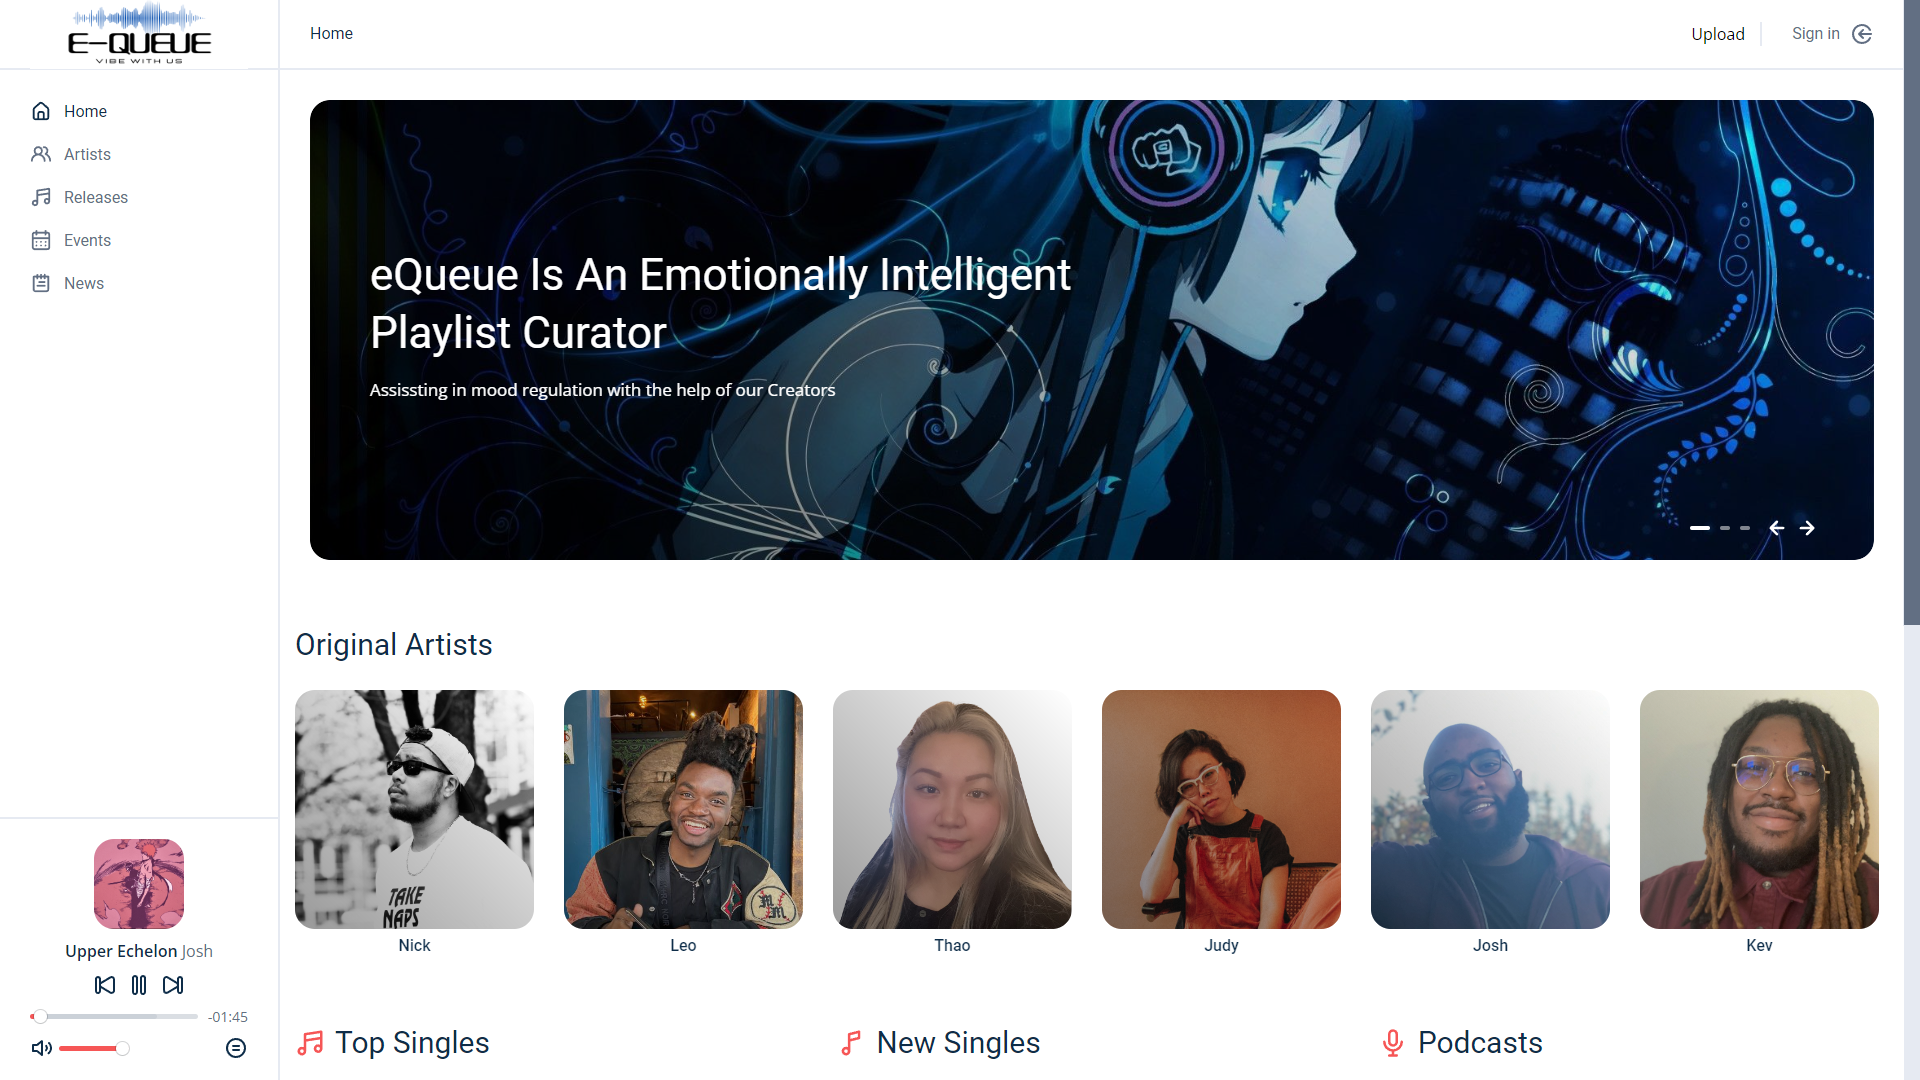 E-QUEUE
VIBE WITH US
Home
Upload
Sign in
Home
Artists
Releases
Events
News
eQueue Is An Emotionally Intelligent
Playlist Curator
Assissting in mood regulation with the help of our Creators
Original Artists
TAKE
NAPS
Nick
Leo
Thao
Judy
Josh
Kev
Upper Echelon Josh
-01:45
Top Singles
New Singles
Podcasts